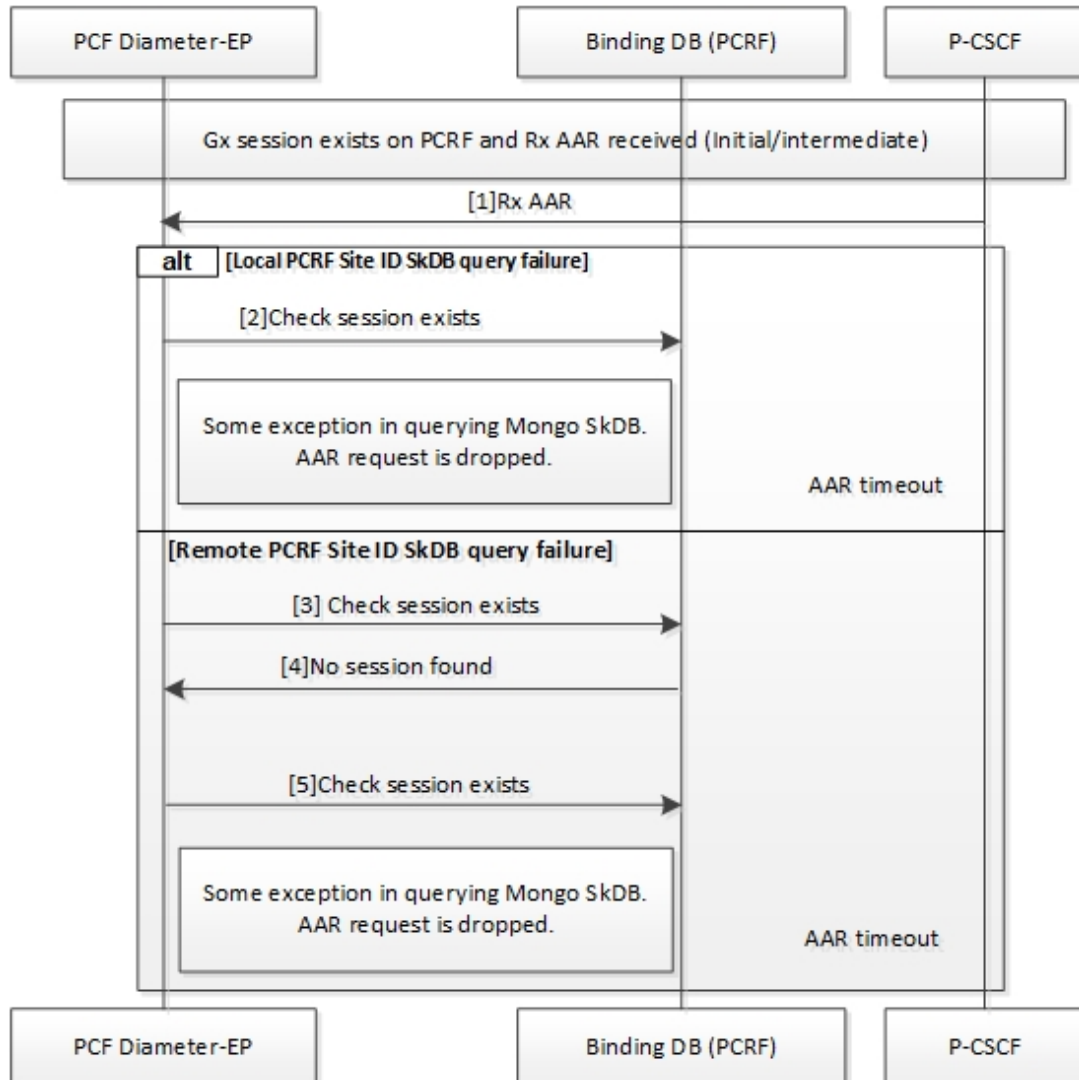 PCF Diameter-EP
Binding DB (PCRF)
P-CSCF
Gx session exists on PCRF and Rx AAR received (Initial/intermediate)
[1]Rx AAR
alt
[Local PCRF Site ID SkDB query failure]
[2]Check session exists
Some exception in querying Mongo SkDB.
AAR request is dropped.
AAR timeout
[Remote PCRF Site ID SkDB query failure]
[3] Check session exists
[4]No session found
[5]Check session exists
Some exception in querying Mongo SkDB.
AAR request is dropped.
AAR timeout
PCF Diameter-EP
Binding DB (PCRF)
P-CSCF